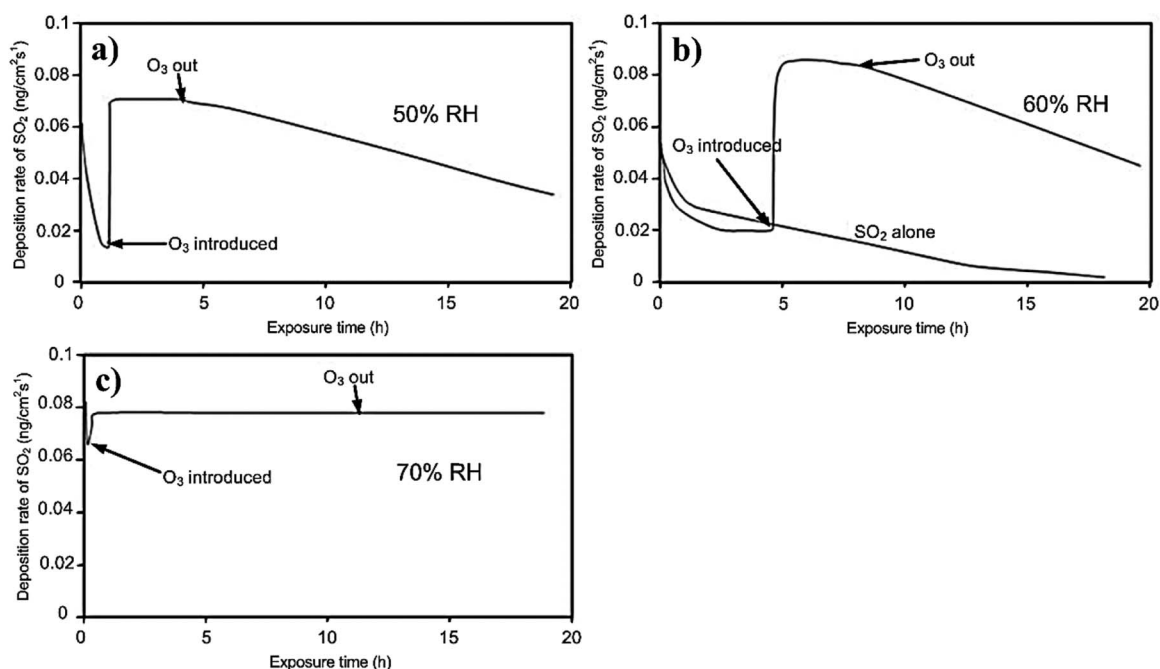 a)
0.1
0.08
0.06
0.04
0.02
0
Deposition rate of SO₂ (ng/cm²s¹)
O₃ out
50% RH
O₃ introduced
0 5 10 15 20
Exposure time (h)
b)
0.1
0.08
0.06
0.04
0.02
0
Deposition rate of SO₂ (ng/cm²s¹)
O₃ out
60% RH
O₃ introduced
SO₂ alone
0 5 10 15 20
Exposure time (h)
c)
0.1
0.08
0.06
0.04
0.02
0
Deposition rate of SO₂ (ng/cm²s¹)
O₃ out
O₃ introduced
70% RH
0 5 10 15 20
Exposure time (h)